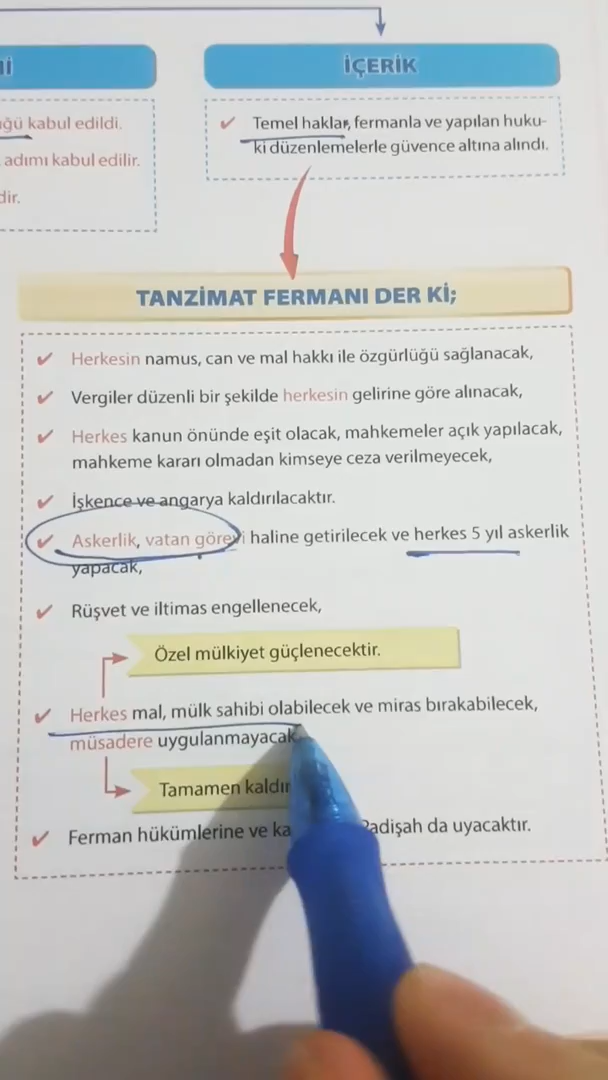 İÇERİK
kabul edildi.
adımı kabul edilir.
Temel haklar, fermanla ve yapılan huku-
ki düzenlemelerle güvence altına alındı.
TANZİMAT FERMANI DER Kİ;
Herkesin namus, can ve mal hakkı ile özgürlüğü sağlanacak,
Vergiler düzenli bir şekilde herkesin gelirine göre alınacak,
Herkes kanun önünde eşit olacak, mahkemeler açık yapılacak,
mahkeme kararı olmadan kimseye ceza verilmeyecek,
İşkence ve angarya kaldırılacaktır.
Askerlik, vatan görevi haline getirilecek ve herkes 5 yıl askerlik
yapacak,
Rüşvet ve iltimas engellenecek,
Özel mülkiyet güçlenecektir.
Herkes mal, mülk sahibi olabilecek ve miras bırakabilecek,
müsadere uygulanmayacak
Tamamen
Ferman hükümlerine ve Padişah da uyacaktır.